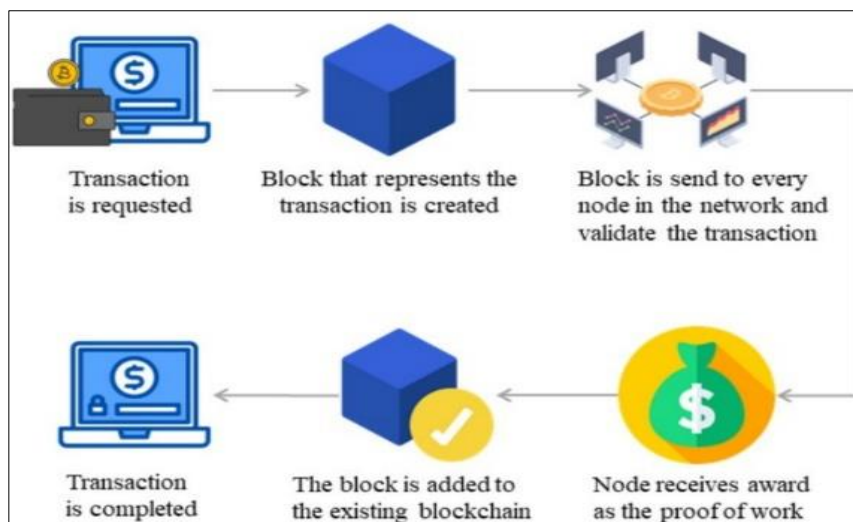 Transaction
is requested
Block that represents the
transaction is created
Block is send to every
node in the network and
validate the transaction
Transaction
is completed
The block is added to
the existing blockchain
Node receives award
as the proof of work